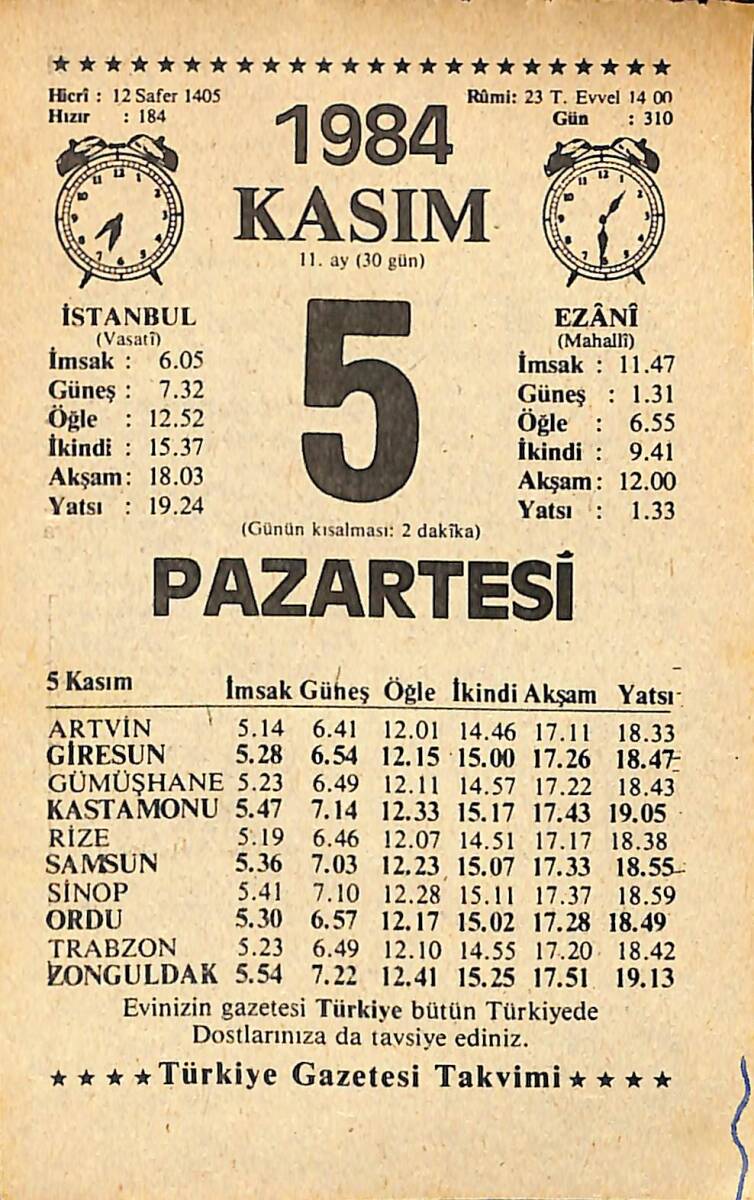 ★★★★★★★★★★★★★★★★★★★★★★★★
Hicrî : 12 Safer 1405
Hızır : 184
Rûmi: 23 T. Evvel 14 00
Gün : 310
1984
KASIM
11. ay (30 gün)
5
(Günün kısalması: 2 dakîka)
İSTANBUL
(Vasatî)
İmsak : 6.05
Güneş : 7.32
Öğle : 12.52
İkindi : 15.37
Akşam: 18.03
Yatsı : 19.24
EZÂNÎ
(Mahallî)
İmsak : 11.47
Güneş : 1.31
Öğle : 6.55
İkindi : 9.41
Akşam: 12.00
Yatsı : 1.33
PAZARTESİ
5 Kasım İmsak Güneş Öğle İkindi Akşam Yatsı
ARTVİN 5.14 6.41 12.01 14.46 17.11 18.33
GİRESUN 5.28 6.54 12.15 15.00 17.26 18.47
GÜMÜŞHANE 5.23 6.49 12.11 14.57 17.22 18.43
KASTAMONU 5.47 7.14 12.33 15.17 17.43 19.05
RİZE 5.19 6.46 12.07 14.51 17.17 18.38
SAMSUN 5.36 7.03 12.23 15.07 17.33 18.55
SİNOP 5.41 7.10 12.28 15.11 17.37 18.59
ORDU 5.30 6.57 12.17 15.02 17.28 18.49
TRABZON 5.23 6.49 12.10 14.55 17.20 18.42
ZONGULDAK 5.54 7.22 12.41 15.25 17.51 19.13
Evinizin gazetesi Türkiye bütün Türkiyede
Dostlarınıza da tavsiye ediniz.
★★★★Türkiye Gazetesi Takvimi★★★★